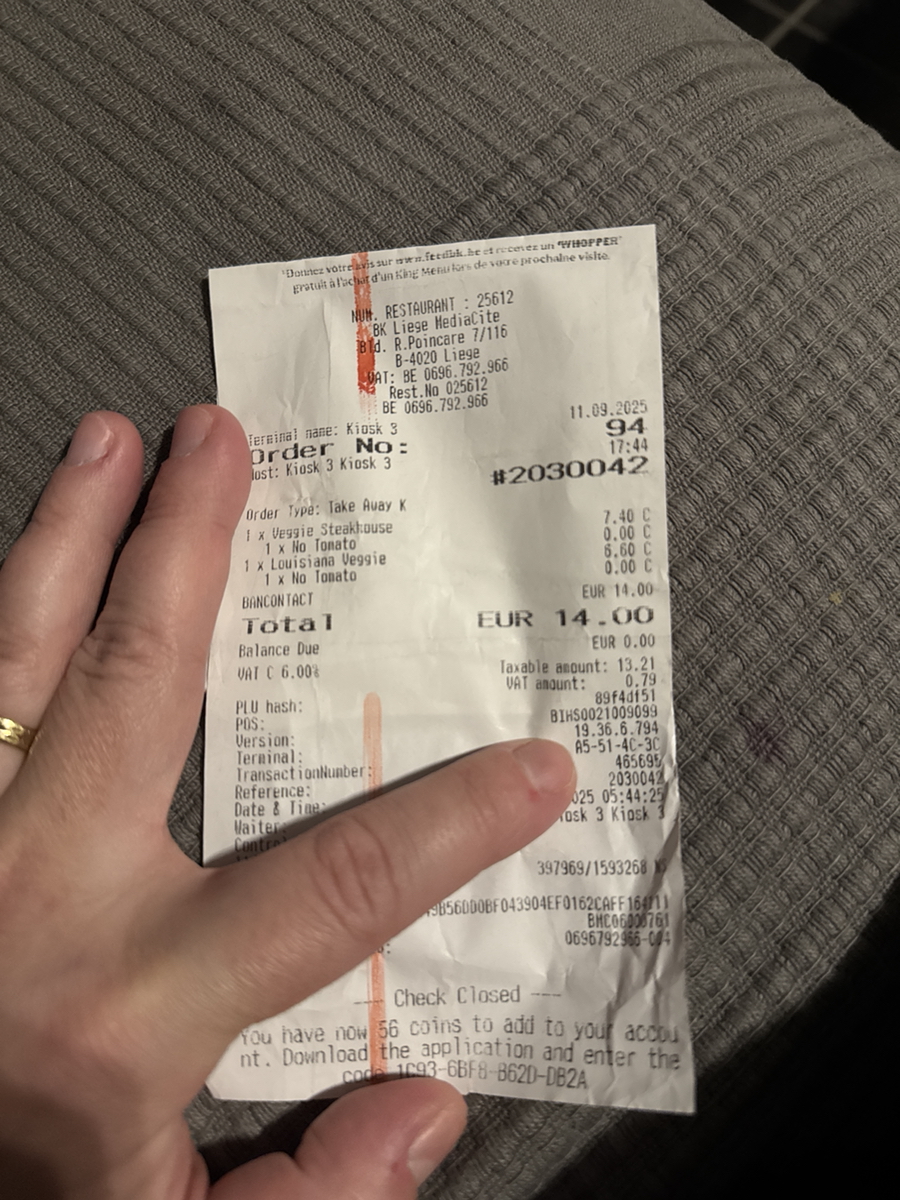 "Donnez votre avis sur www.feedbk.be et recevez un "WHOPPER"
gratuit à l'achat d'un King Menu lors de votre prochaine visite.
NUM. RESTAURANT : 25612
BK Liege MediaCite
Bld. R.Poincare 7/116
B-4020 Liege
VAT: BE 0696.792.966
Rest.No 025612
BE 0696.792.966
11.09.2025
Terminal name: Kiosk 3 94
Order No: 17:44
Host: Kiosk 3 Kiosk 3 #2030042
Order Type: Take Away K
1 x Veggie Steakhouse 7.40 C
1 x No Tomato 0.00 C
1 x Louisiana Veggie 6.60 C
1 x No Tomato 0.00 C
BANCONTACT EUR 14.00
Total EUR 14.00
Balance Due EUR 0.00
VAT C 6.00% Taxable amount: 13.21
VAT amount: 0.79
PLU hash: 89f4df51
POS: BIHS0021009099
Version: 19.36.6.794
Terminal: A5-51-4C-3C
TransactionNumber: 465695
Reference: 2030042
Date & Time: 025 05:44:25
Waiter: iosk 3 Kiosk 3
Contro
397969/1593268 NS
9B56DD0BF043904EF0162CAFF164111
BMC06000761
0696792966-004
--- Check Closed ---
You have now 56 coins to add to your accou
nt. Download the application and enter the
code 1C93-6BF8-B62D-DB2A